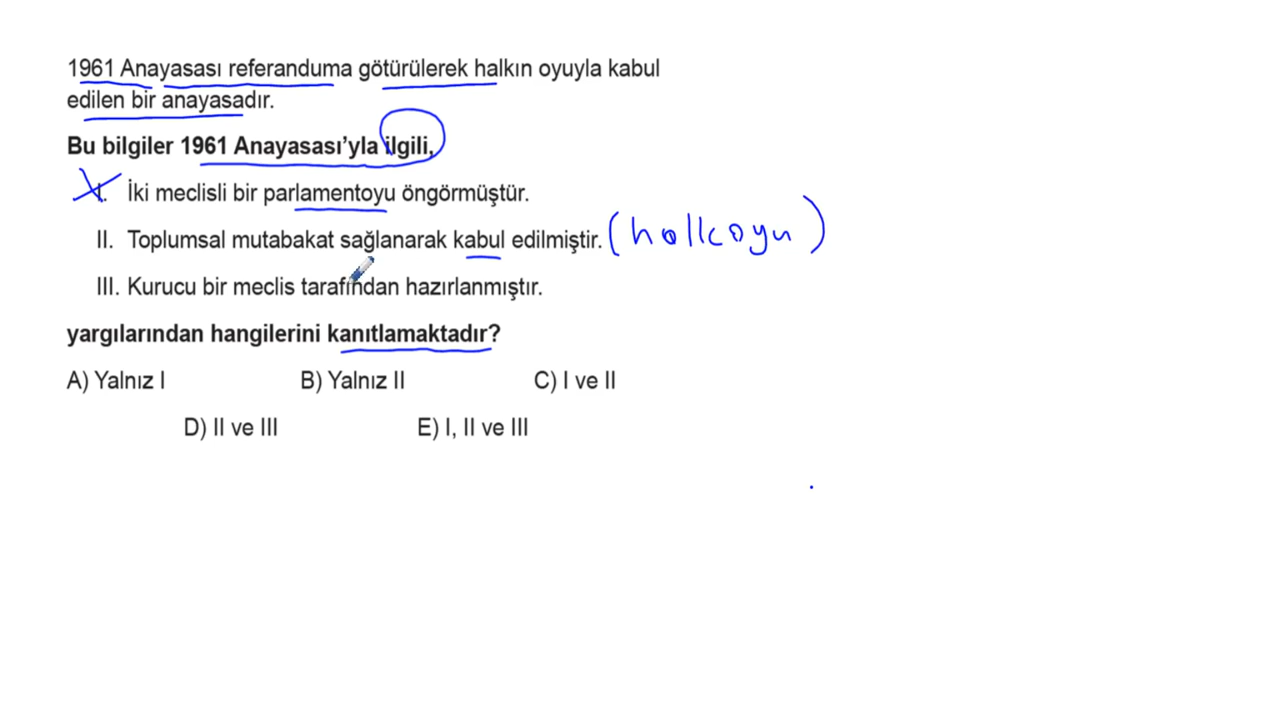 1961 Anayasası referanduma götürülerek halkın oyuyla kabul
edilen bir anayasadır.
Bu bilgiler 1961 Anayasası'yla ilgili,
I. İki meclisli bir parlamentoyu öngörmüştür.
II. Toplumsal mutabakat sağlanarak kabul edilmiştir. (halkoyu)
III. Kurucu bir meclis tarafından hazırlanmıştır.
yargılarından hangilerini kanıtlamaktadır?
A) Yalnız I B) Yalnız II C) I ve II
D) II ve III E) I, II ve III